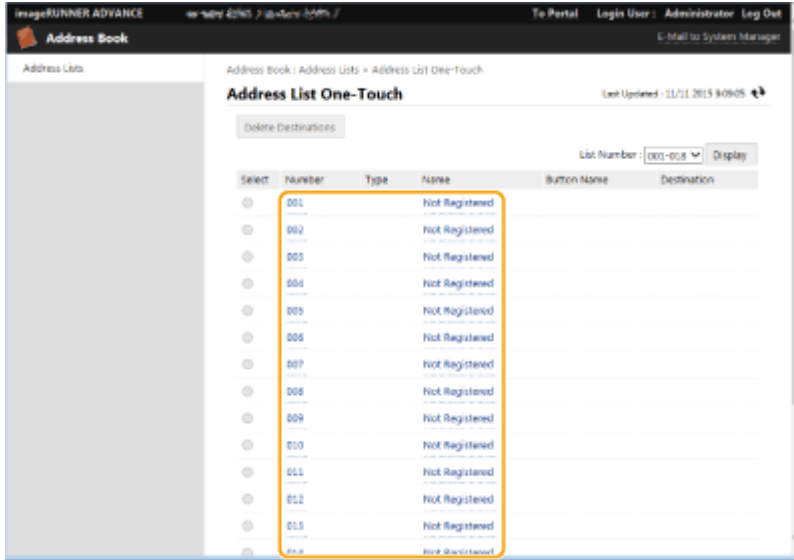 imageRUNNER ADVANCE To Portal Login User : Administrator Log Out
Address Book E-Mail to System Manager
Address Lists Address Book : Address Lists > Address List One-Touch
Address List One-Touch Last Updated : 11/11 2015 9:09:05
Delete Destinations
List Number : 001-018 Display
Select Number Type Name Button Name Destination
001 Not Registered
002 Not Registered
003 Not Registered
004 Not Registered
005 Not Registered
006 Not Registered
007 Not Registered
008 Not Registered
009 Not Registered
010 Not Registered
011 Not Registered
012 Not Registered
013 Not Registered
014 Not Registered